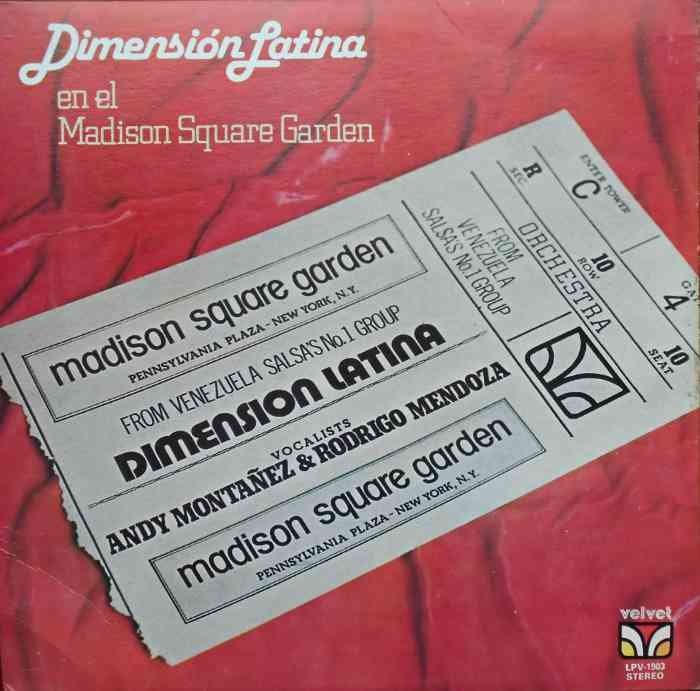 Dimensión Latina
en el
Madison Square Garden
madison square garden
PENNSYLVANIA PLAZA - NEW YORK, N.Y.
FROM VENEZUELA SALSA'S No.1 GROUP
DIMENSION LATINA
VOCALISTS
ANDY MONTAÑEZ & RODRIGO MENDOZA
madison square garden
PENNSYLVANIA PLAZA - NEW YORK, N.Y.
FROM
VENEZUELA
SALSA'S No.1 GROUP
ORCHESTRA
R
SEC
10
ROW
10
SEAT
ENTER TOWER
C
GA
4
velvet
LPV-1903
STEREO